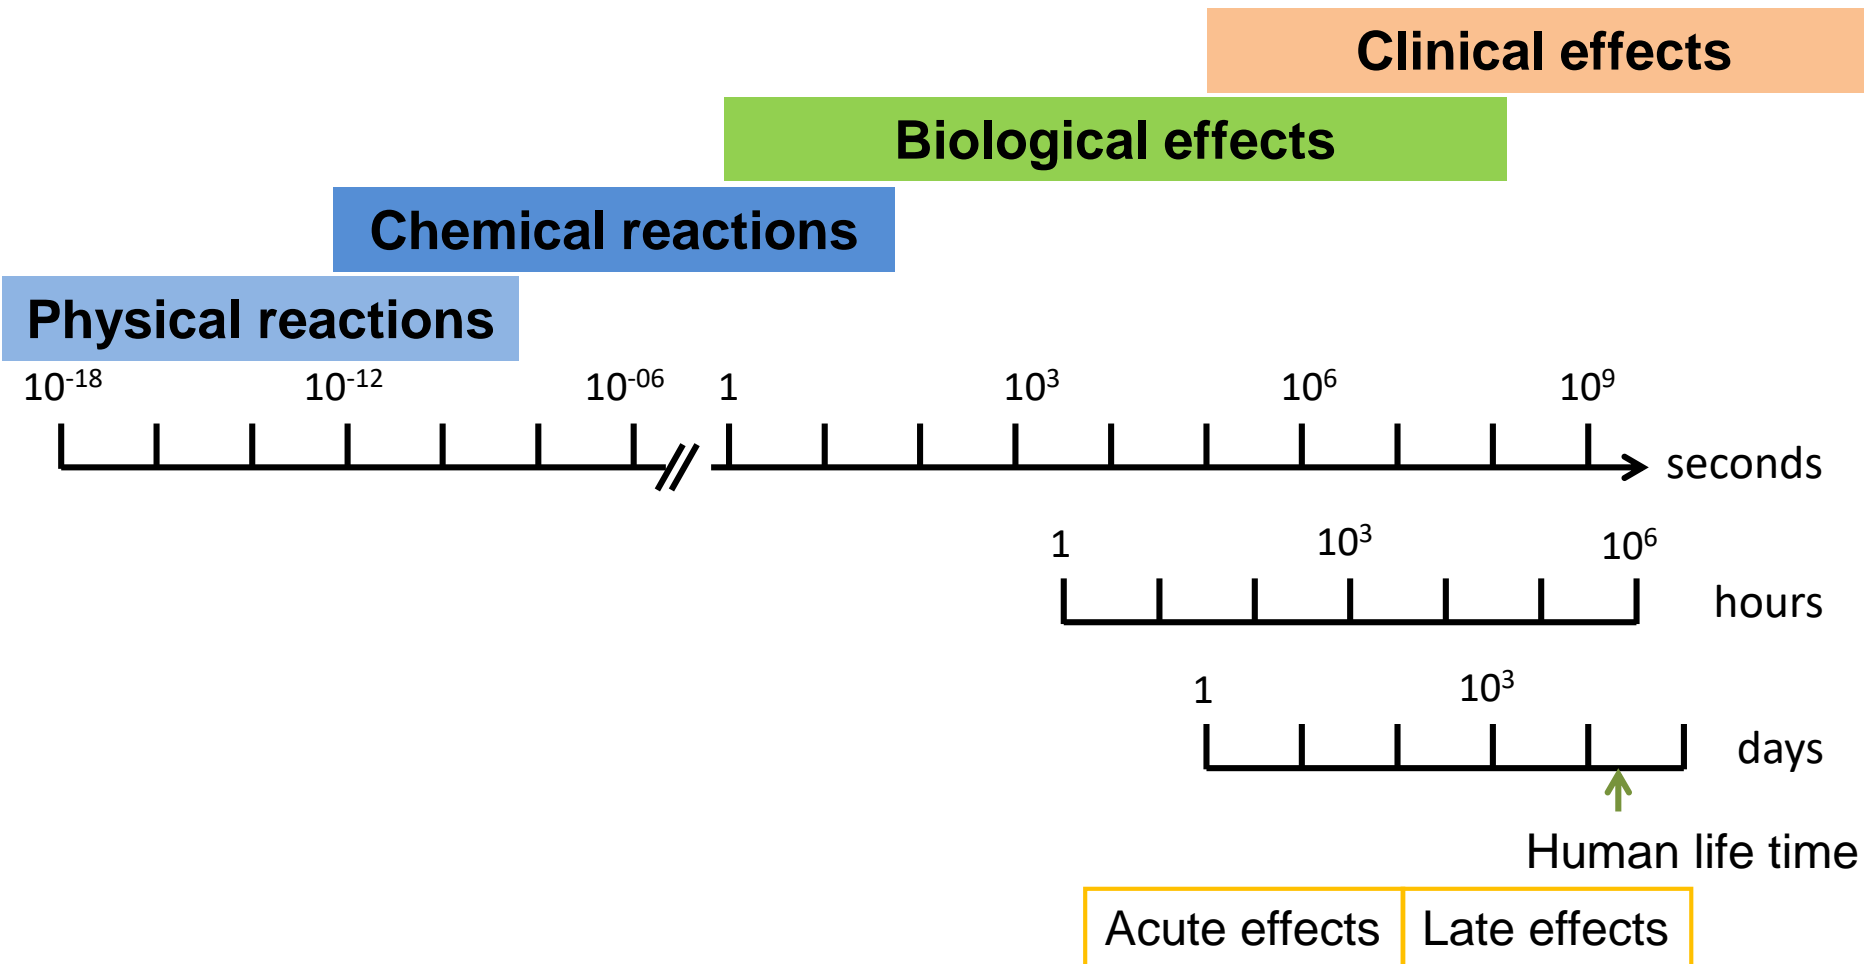 Clinical effects
Biological effects
Chemical reactions
Physical reactions
10⁻¹⁸ 10⁻¹² 10⁻⁰⁶ 1 10³ 10⁶ 10⁹
seconds
1 10³ 10⁶
hours
1 10³
days
Human life time
Acute effects Late effects